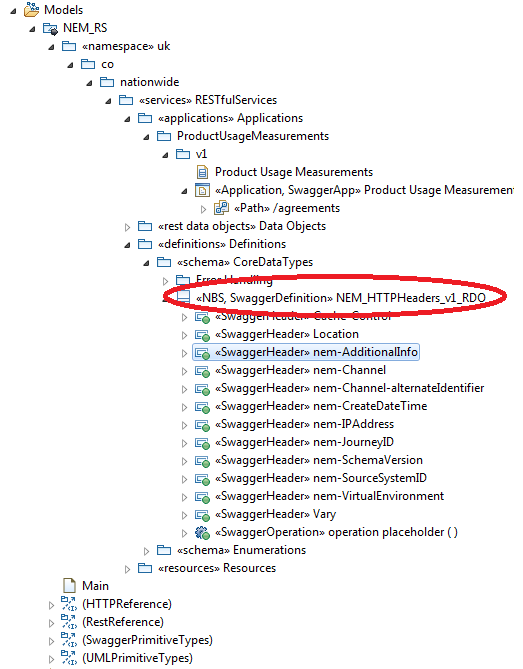 Models
NEM_RS
«namespace» uk
co
nationwide
«services» RESTfulServices
«applications» Applications
ProductUsageMeasurements
v1
Product Usage Measurements
«Application, SwaggerApp» Product Usage Measurement
«Path» /agreements
«rest data objects» Data Objects
«definitions» Definitions
«schema» CoreDataTypes
Error Handling
«NBS, SwaggerDefinition» NEM_HTTPHeaders_v1_RDO
«SwaggerHeader» Cache-Control
«SwaggerHeader» Location
«SwaggerHeader» nem-AdditionalInfo
«SwaggerHeader» nem-Channel
«SwaggerHeader» nem-Channel-alternateIdentifier
«SwaggerHeader» nem-CreateDateTime
«SwaggerHeader» nem-IPAddress
«SwaggerHeader» nem-JourneyID
«SwaggerHeader» nem-SchemaVersion
«SwaggerHeader» nem-SourceSystemID
«SwaggerHeader» nem-VirtualEnvironment
«SwaggerHeader» Vary
«SwaggerOperation» operation placeholder ( )
«schema» Enumerations
«resources» Resources
Main
(HTTPReference)
(RestReference)
(SwaggerPrimitiveTypes)
(UMLPrimitiveTypes)